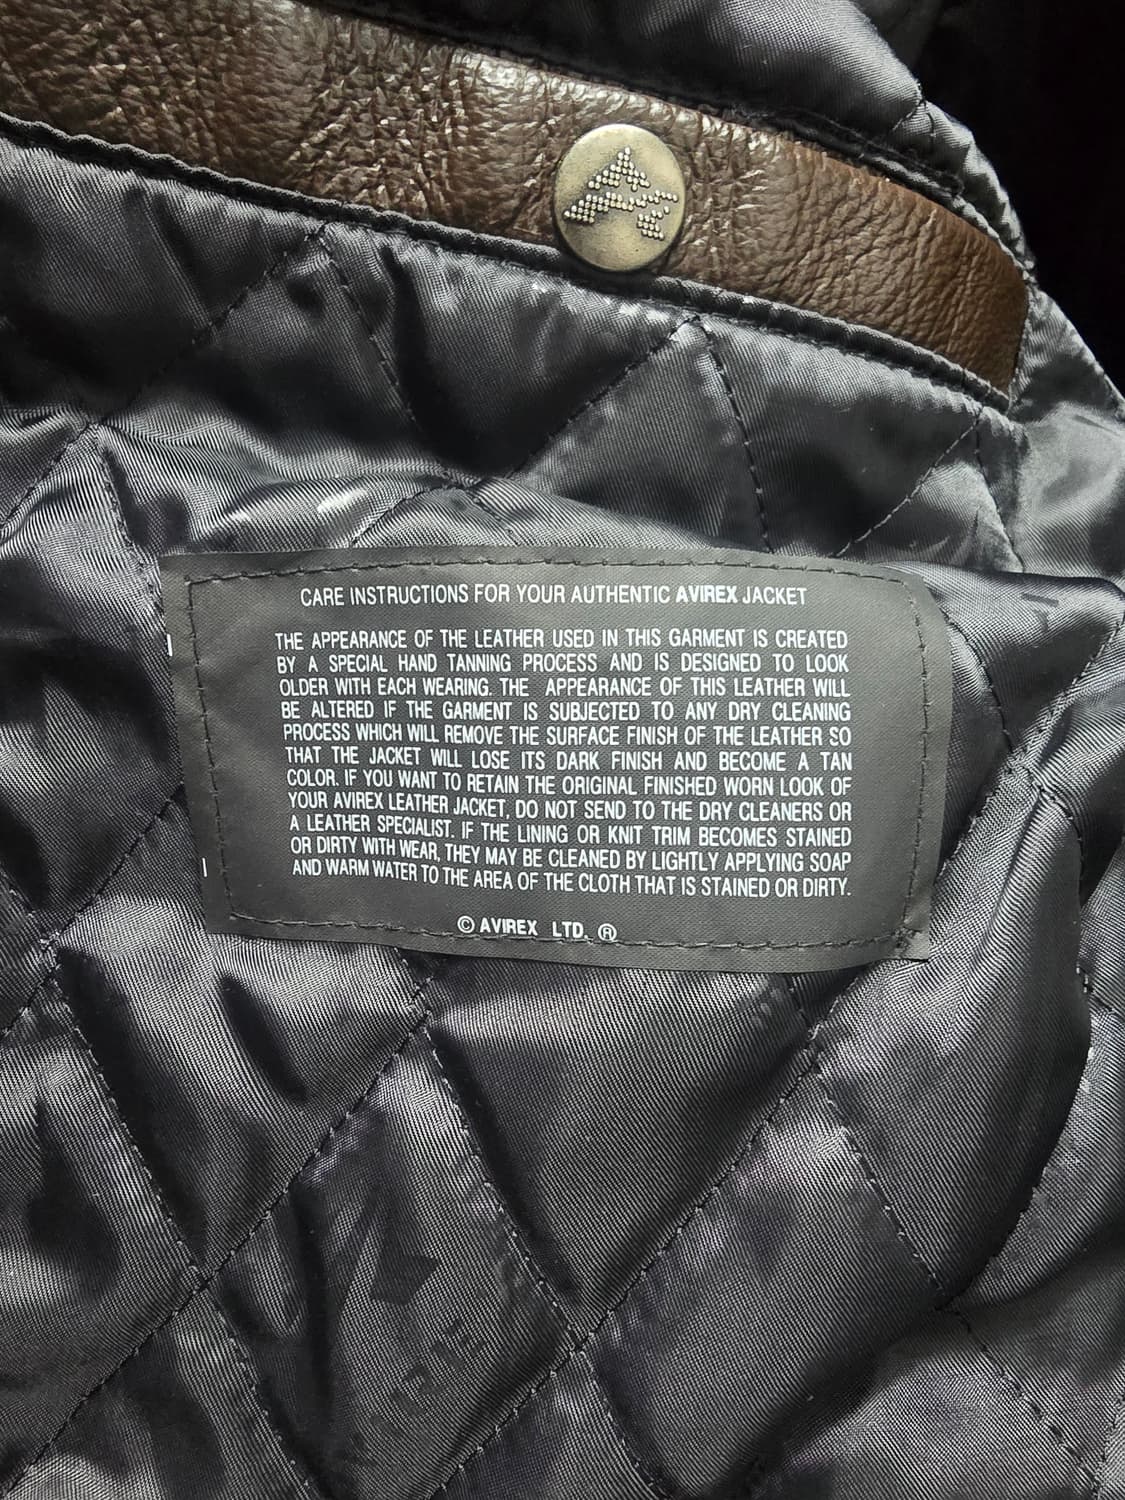 CARE INSTRUCTIONS FOR YOUR AUTHENTIC AVIREX JACKET
THE APPEARANCE OF THE LEATHER USED IN THIS GARMENT IS CREATED
BY A SPECIAL HAND TANNING PROCESS AND IS DESIGNED TO LOOK
OLDER WITH EACH WEARING. THE APPEARANCE OF THIS LEATHER WILL
BE ALTERED IF THE GARMENT IS SUBJECTED TO ANY DRY CLEANING
PROCESS WHICH WILL REMOVE THE SURFACE FINISH OF THE LEATHER SO
THAT THE JACKET WILL LOSE ITS DARK FINISH AND BECOME A TAN
COLOR. IF YOU WANT TO RETAIN THE ORIGINAL FINISHED WORN LOOK OF
YOUR AVIREX LEATHER JACKET, DO NOT SEND TO THE DRY CLEANERS OR
A LEATHER SPECIALIST. IF THE LINING OR KNIT TRIM BECOMES STAINED
OR DIRTY WITH WEAR, THEY MAY BE CLEANED BY LIGHTLY APPLYING SOAP
AND WARM WATER TO THE AREA OF THE CLOTH THAT IS STAINED OR DIRTY.
© AVIREX LTD. ®